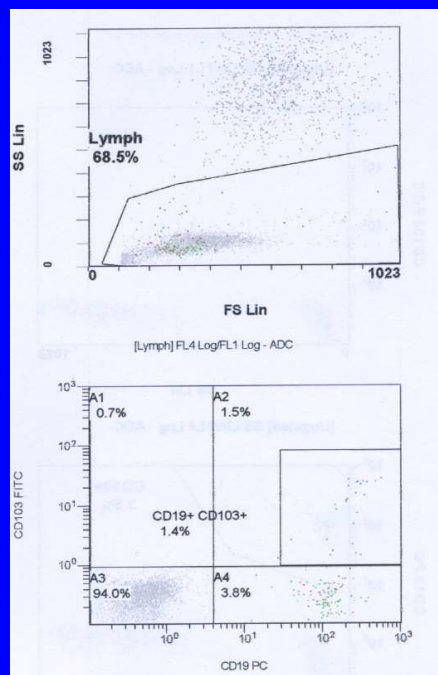 1023
SS Lin
Lymph
68.5%
0
0
1023
FS Lin
[Lymph] FL4 Log/FL1 Log - ADC
10³
A1
A2
0.7%
1.5%
10²
CD103 FITC
CD19+ CD103+
1.4%
10¹
10⁰
A3
A4
94.0%
3.8%
10⁰
10¹
10²
10³
CD19 PC